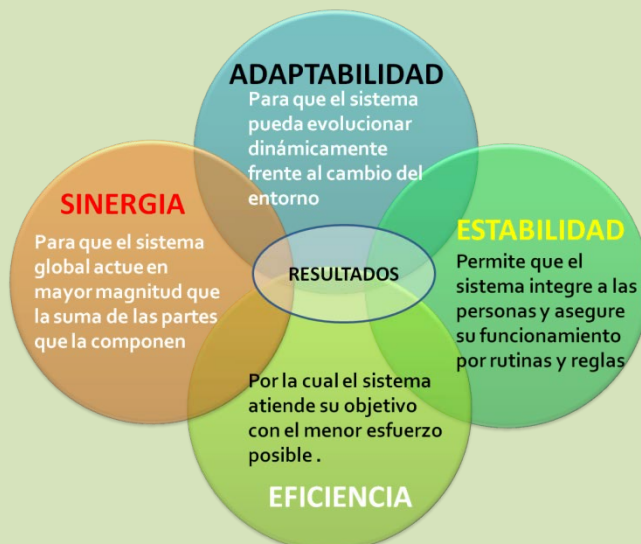 ADAPTABILIDAD
Para que el sistema
pueda evolucionar
dinámicamente
frente al cambio del
entorno
SINERGIA
Para que el sistema
global actue en
mayor magnitud que
la suma de las partes
que la componen
RESULTADOS
ESTABILIDAD
Permite que el
sistema integre a las
personas y asegure
su funcionamiento
por rutinas y reglas
Por la cual el sistema
atiende su objetivo
con el menor esfuerzo
posible .
EFICIENCIA